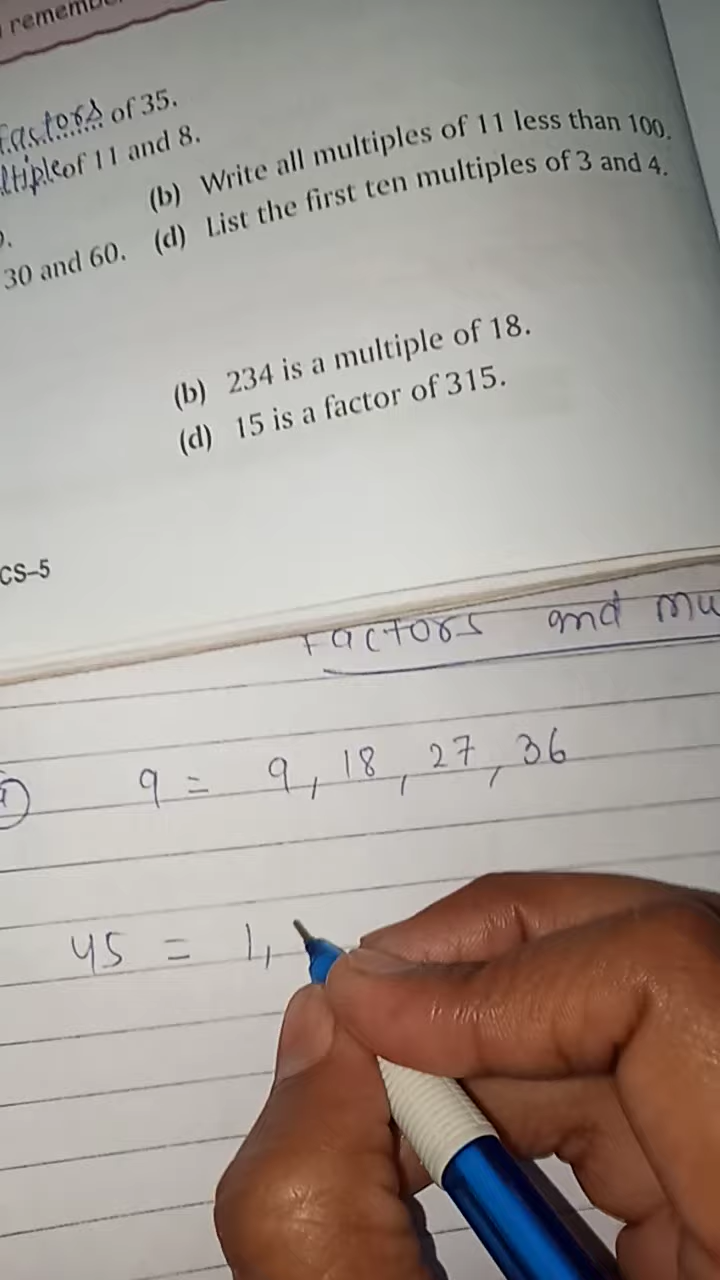 factors of 35.
of 11 and 8.
(b) Write all multiples of 11 less than 100.
30 and 60. (d) List the first ten multiples of 3 and 4.
(b) 234 is a multiple of 18.
(d) 15 is a factor of 315.
CS–5
Factors and mu
9 = 9, 18, 27, 36
45 = 1,